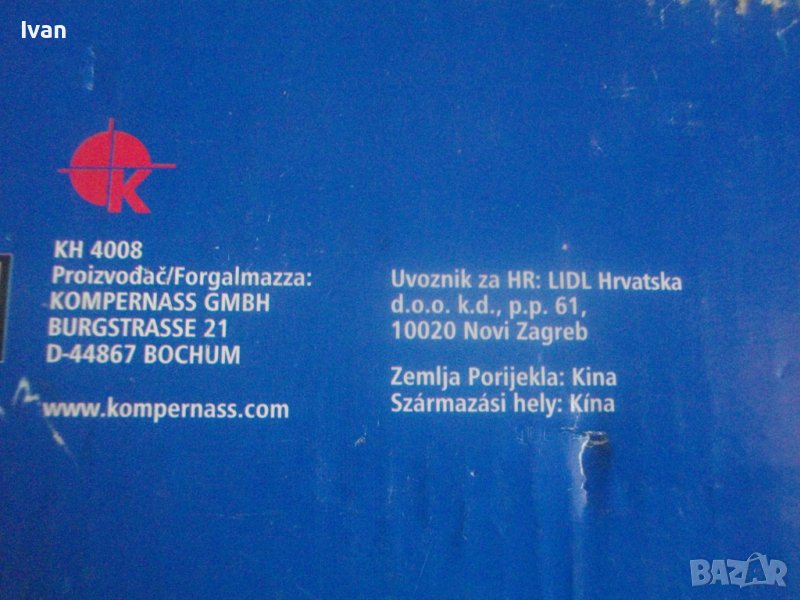 Ivan
K
KH 4008
Proizvođač/Forgalmazza:
KOMPERNASS GMBH
BURGSTRASSE 21
D-44867 BOCHUM
www.kompernass.com
Uvoznik za HR: LIDL Hrvatska
d.o.o. k.d., p.p. 61,
10020 Novi Zagreb
Zemlja Porijekla: Kina
Származási hely: Kína
BAZAR